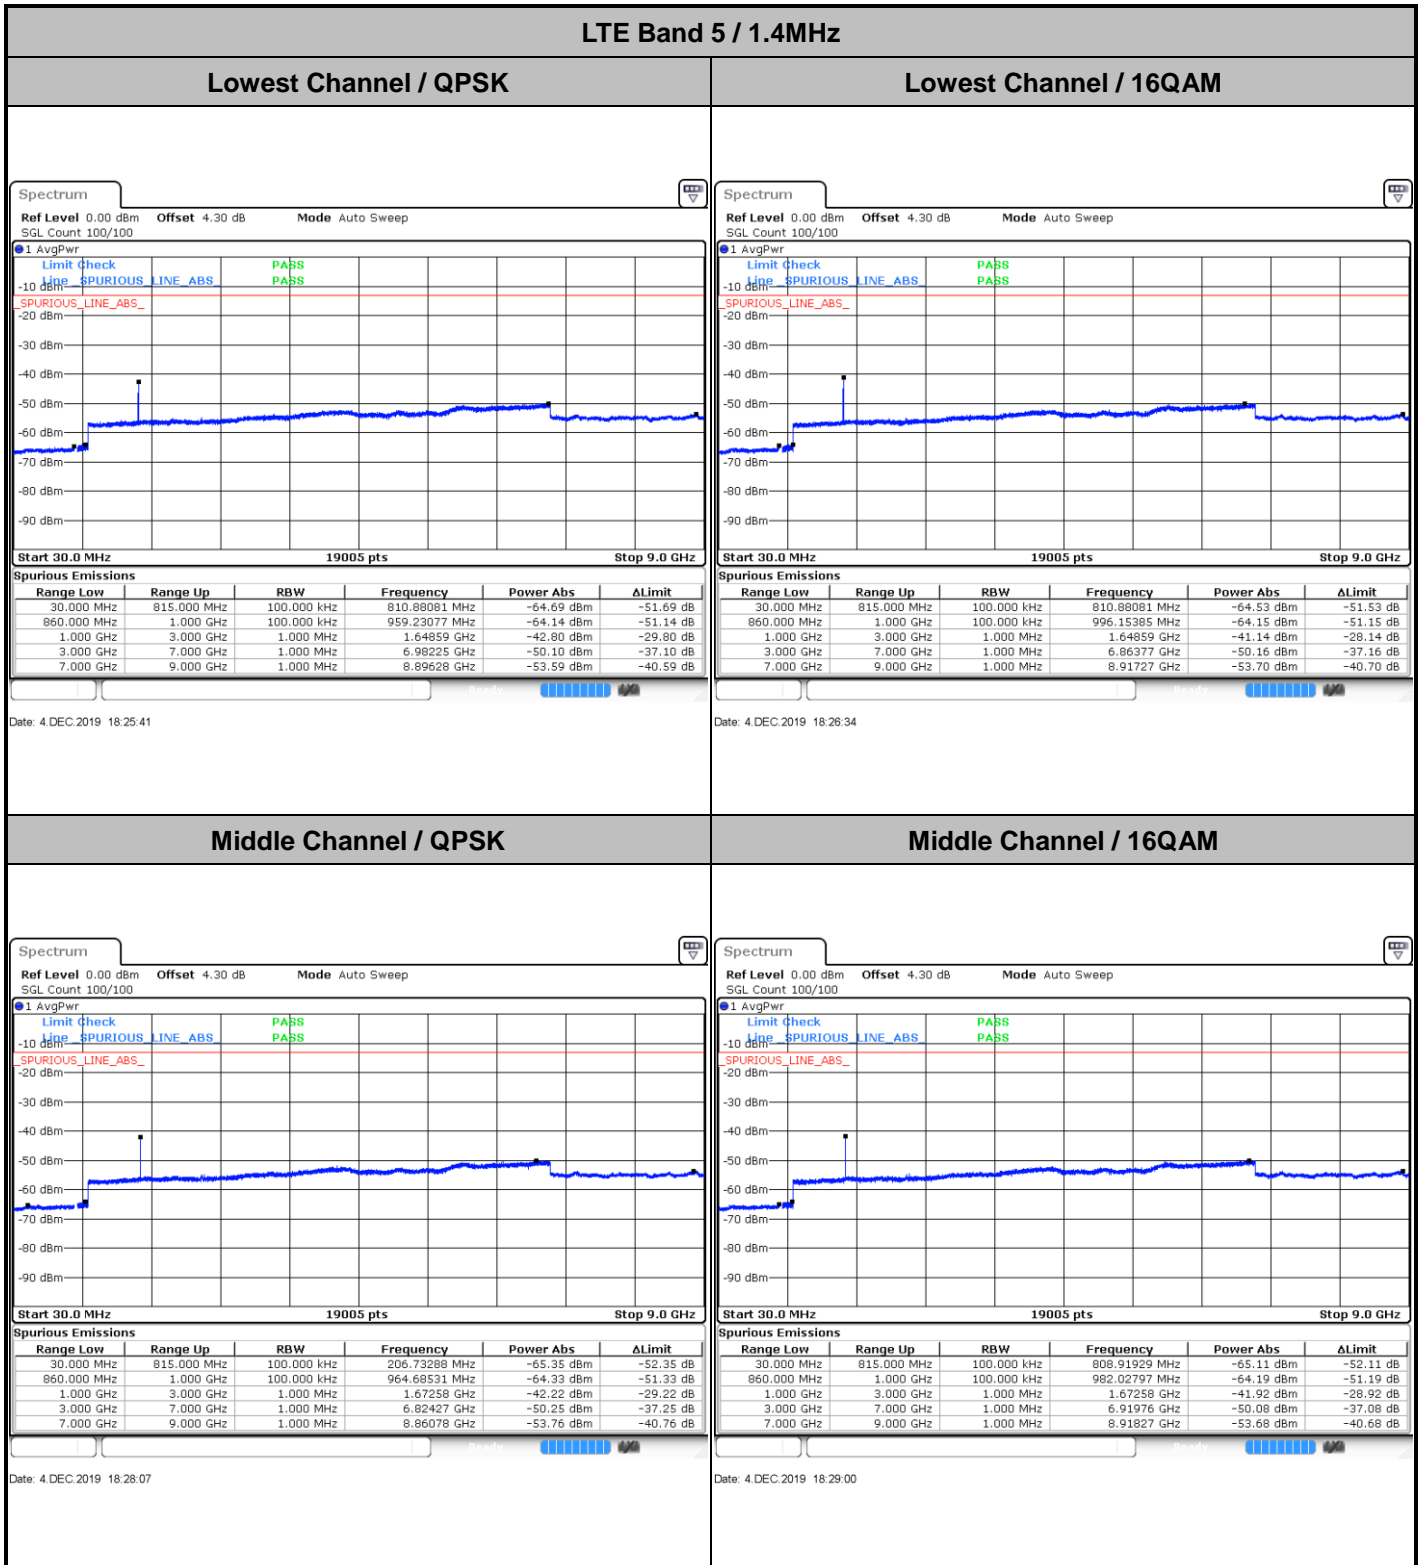 LTE Band 5 / 1.4MHz
Lowest Channel / QPSK
Lowest Channel / 16QAM
Spectrum
Ref Level 0.00 dBm Offset 4.30 dB Mode Auto Sweep
SGL Count 100/100
1 AvgPwr
Limit Check PASS
Line _SPURIOUS_LINE_ABS_ PASS
-10 dBm
_SPURIOUS_LINE_ABS_
-20 dBm
-30 dBm
-40 dBm
-50 dBm
-60 dBm
-70 dBm
-80 dBm
-90 dBm
Start 30.0 MHz 19005 pts Stop 9.0 GHz
Spurious Emissions
Range Low Range Up RBW Frequency Power Abs ΔLimit
30.000 MHz 815.000 MHz 100.000 kHz 810.88081 MHz -64.69 dBm -51.69 dB
860.000 MHz 1.000 GHz 100.000 kHz 959.23077 MHz -64.14 dBm -51.14 dB
1.000 GHz 3.000 GHz 1.000 MHz 1.64859 GHz -42.80 dBm -29.80 dB
3.000 GHz 7.000 GHz 1.000 MHz 6.98225 GHz -50.10 dBm -37.10 dB
7.000 GHz 9.000 GHz 1.000 MHz 8.89628 GHz -53.59 dBm -40.59 dB
Ready
Date: 4.DEC.2019 18:25:41
Spectrum
Ref Level 0.00 dBm Offset 4.30 dB Mode Auto Sweep
SGL Count 100/100
1 AvgPwr
Limit Check PASS
Line _SPURIOUS_LINE_ABS_ PASS
-10 dBm
_SPURIOUS_LINE_ABS_
-20 dBm
-30 dBm
-40 dBm
-50 dBm
-60 dBm
-70 dBm
-80 dBm
-90 dBm
Start 30.0 MHz 19005 pts Stop 9.0 GHz
Spurious Emissions
Range Low Range Up RBW Frequency Power Abs ΔLimit
30.000 MHz 815.000 MHz 100.000 kHz 810.88081 MHz -64.53 dBm -51.53 dB
860.000 MHz 1.000 GHz 100.000 kHz 996.15385 MHz -64.15 dBm -51.15 dB
1.000 GHz 3.000 GHz 1.000 MHz 1.64859 GHz -41.14 dBm -28.14 dB
3.000 GHz 7.000 GHz 1.000 MHz 6.86377 GHz -50.16 dBm -37.16 dB
7.000 GHz 9.000 GHz 1.000 MHz 8.91727 GHz -53.70 dBm -40.70 dB
Ready
Date: 4.DEC.2019 18:26:34
Middle Channel / QPSK
Middle Channel / 16QAM
Spectrum
Ref Level 0.00 dBm Offset 4.30 dB Mode Auto Sweep
SGL Count 100/100
1 AvgPwr
Limit Check PASS
Line _SPURIOUS_LINE_ABS_ PASS
-10 dBm
_SPURIOUS_LINE_ABS_
-20 dBm
-30 dBm
-40 dBm
-50 dBm
-60 dBm
-70 dBm
-80 dBm
-90 dBm
Start 30.0 MHz 19005 pts Stop 9.0 GHz
Spurious Emissions
Range Low Range Up RBW Frequency Power Abs ΔLimit
30.000 MHz 815.000 MHz 100.000 kHz 206.73288 MHz -65.35 dBm -52.35 dB
860.000 MHz 1.000 GHz 100.000 kHz 964.68531 MHz -64.33 dBm -51.33 dB
1.000 GHz 3.000 GHz 1.000 MHz 1.67258 GHz -42.22 dBm -29.22 dB
3.000 GHz 7.000 GHz 1.000 MHz 6.82427 GHz -50.25 dBm -37.25 dB
7.000 GHz 9.000 GHz 1.000 MHz 8.86078 GHz -53.76 dBm -40.76 dB
Ready
Date: 4.DEC.2019 18:28:07
Spectrum
Ref Level 0.00 dBm Offset 4.30 dB Mode Auto Sweep
SGL Count 100/100
1 AvgPwr
Limit Check PASS
Line _SPURIOUS_LINE_ABS_ PASS
-10 dBm
_SPURIOUS_LINE_ABS_
-20 dBm
-30 dBm
-40 dBm
-50 dBm
-60 dBm
-70 dBm
-80 dBm
-90 dBm
Start 30.0 MHz 19005 pts Stop 9.0 GHz
Spurious Emissions
Range Low Range Up RBW Frequency Power Abs ΔLimit
30.000 MHz 815.000 MHz 100.000 kHz 808.91929 MHz -65.11 dBm -52.11 dB
860.000 MHz 1.000 GHz 100.000 kHz 982.02797 MHz -64.19 dBm -51.19 dB
1.000 GHz 3.000 GHz 1.000 MHz 1.67258 GHz -41.92 dBm -28.92 dB
3.000 GHz 7.000 GHz 1.000 MHz 6.91976 GHz -50.08 dBm -37.08 dB
7.000 GHz 9.000 GHz 1.000 MHz 8.91827 GHz -53.68 dBm -40.68 dB
Ready
Date: 4.DEC.2019 18:29:00